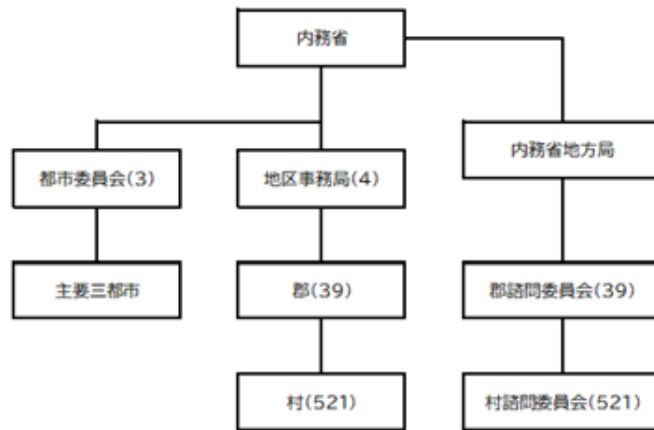 内務省
内務省地方局
都市委員会(3)
地区事務局(4)
主要三都市
郡(39)
郡諮問委員会(39)
村(521)
村諮問委員会(521)